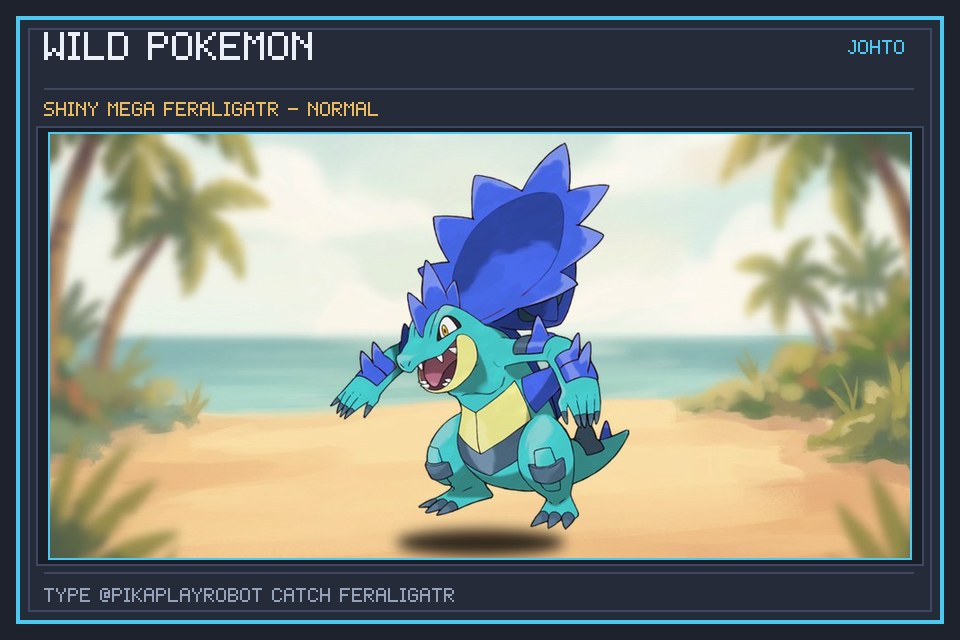 WILD POKEMON
JOHTO
SHINY MEGA FERALIGATR - NORMAL
TYPE @PIKAPLAYROBOT CATCH FERALIGATR